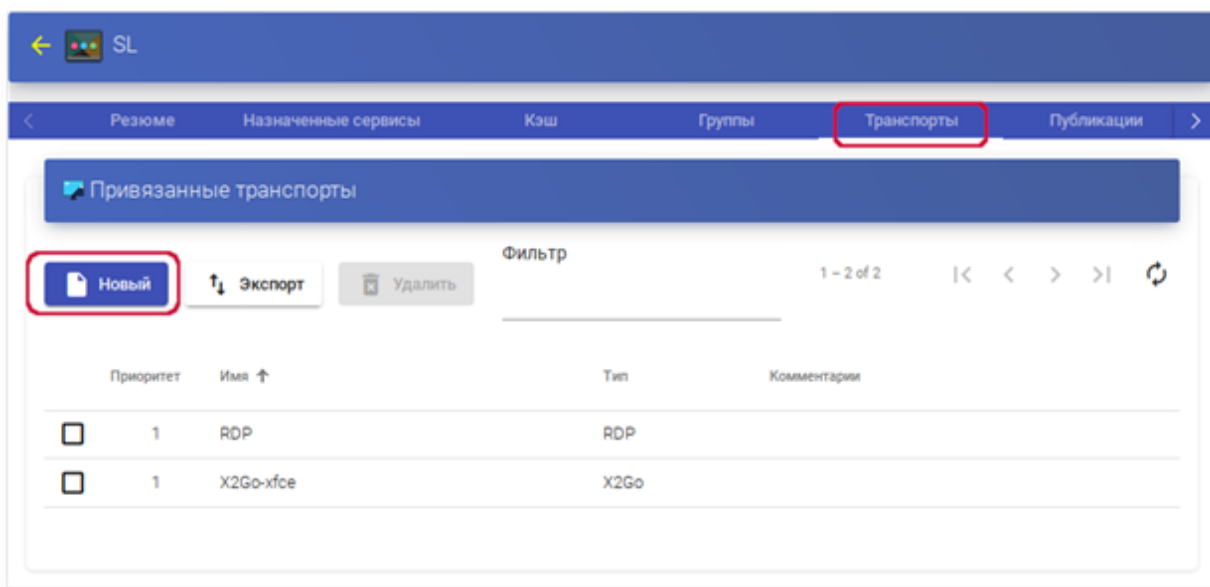 SL
Резюме Назначенные сервисы Кэш Группы Транспорты Публикации
Привязанные транспорты
Фильтр
Новый Экспорт Удалить 1 – 2 of 2
Приоритет Имя Тип Комментарии
1 RDP RDP
1 X2Go-xfce X2Go